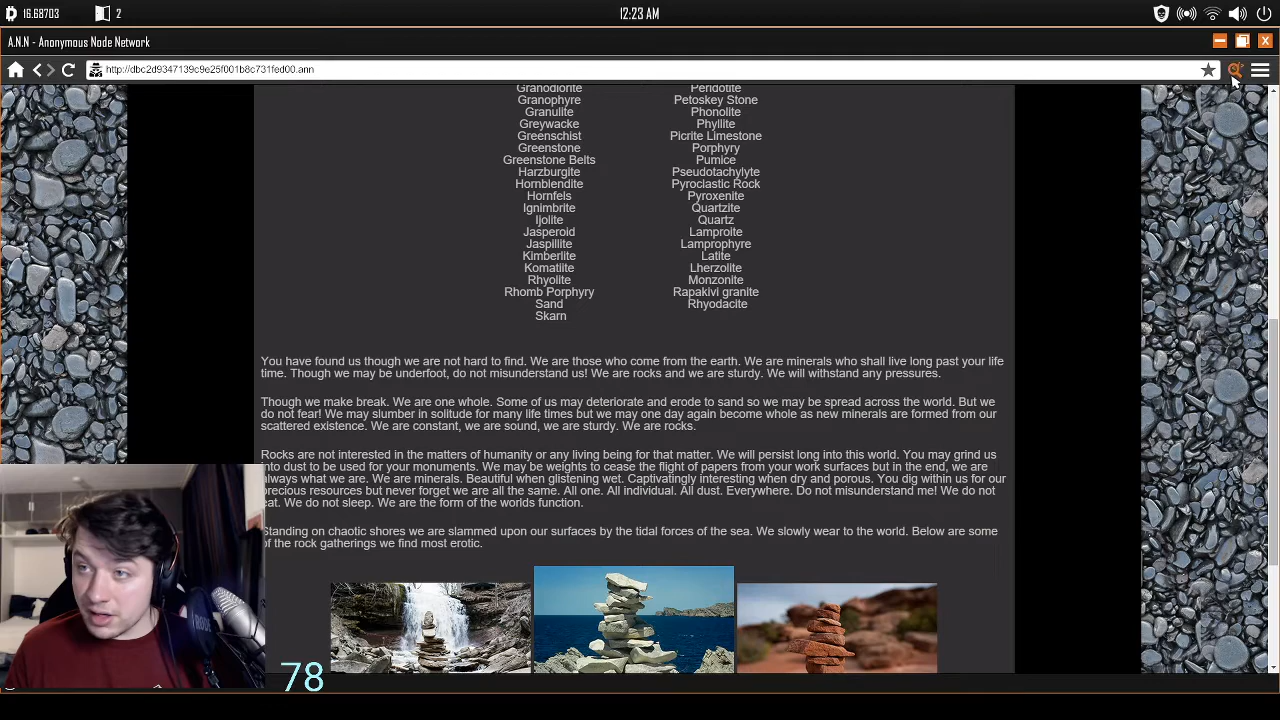 16.68703
2
12:23 AM
A.N.N - Anonymous Node Network
http://dbc2d9347139c9e25f001b8c731fed00.ann
Granodiorite
Peridotite
Granophyre
Petoskey Stone
Granulite
Phonolite
Greywacke
Phyllite
Greenschist
Picrite Limestone
Greenstone
Porphyry
Greenstone Belts
Pumice
Harzburgite
Pseudotachylyte
Hornblendite
Pyroclastic Rock
Hornfels
Pyroxenite
Ignimbrite
Quartzite
Ijolite
Quartz
Jasperoid
Lamproite
Jaspillite
Lamprophyre
Kimberlite
Latite
Komatiite
Lherzolite
Rhyolite
Monzonite
Rhomb Porphyry
Rapakivi granite
Sand
Rhyodacite
Skarn
You have found us though we are not hard to find. We are those who come from the earth. We are minerals who shall live long past your life
time. Though we may be underfoot, do not misunderstand us! We are rocks and we are sturdy. We will withstand any pressures.
Though we make break. We are one whole. Some of us may deteriorate and erode to sand so we may be spread across the world. But we
do not fear! We may slumber in solitude for many life times but we may one day again become whole as new minerals are formed from our
scattered existence. We are constant, we are sound, we are sturdy. We are rocks.
Rocks are not interested in the matters of humanity or any living being for that matter. We will persist long into this world. You may grind us
into dust to be used for your monuments. We may be weights to cease the flight of papers from your work surfaces but in the end, we are
always what we are. We are minerals. Beautiful when glistening wet. Captivatingly interesting when dry and porous. You dig within us for our
precious resources but never forget we are all the same. All one. All individual. All dust. Everywhere. Do not misunderstand me! We do not
eat. We do not sleep. We are the form of the worlds function.
Standing on chaotic shores we are slammed upon our surfaces by the tidal forces of the sea. We slowly wear to the world. Below are some
of the rock gatherings we find most erotic.
RODE
78